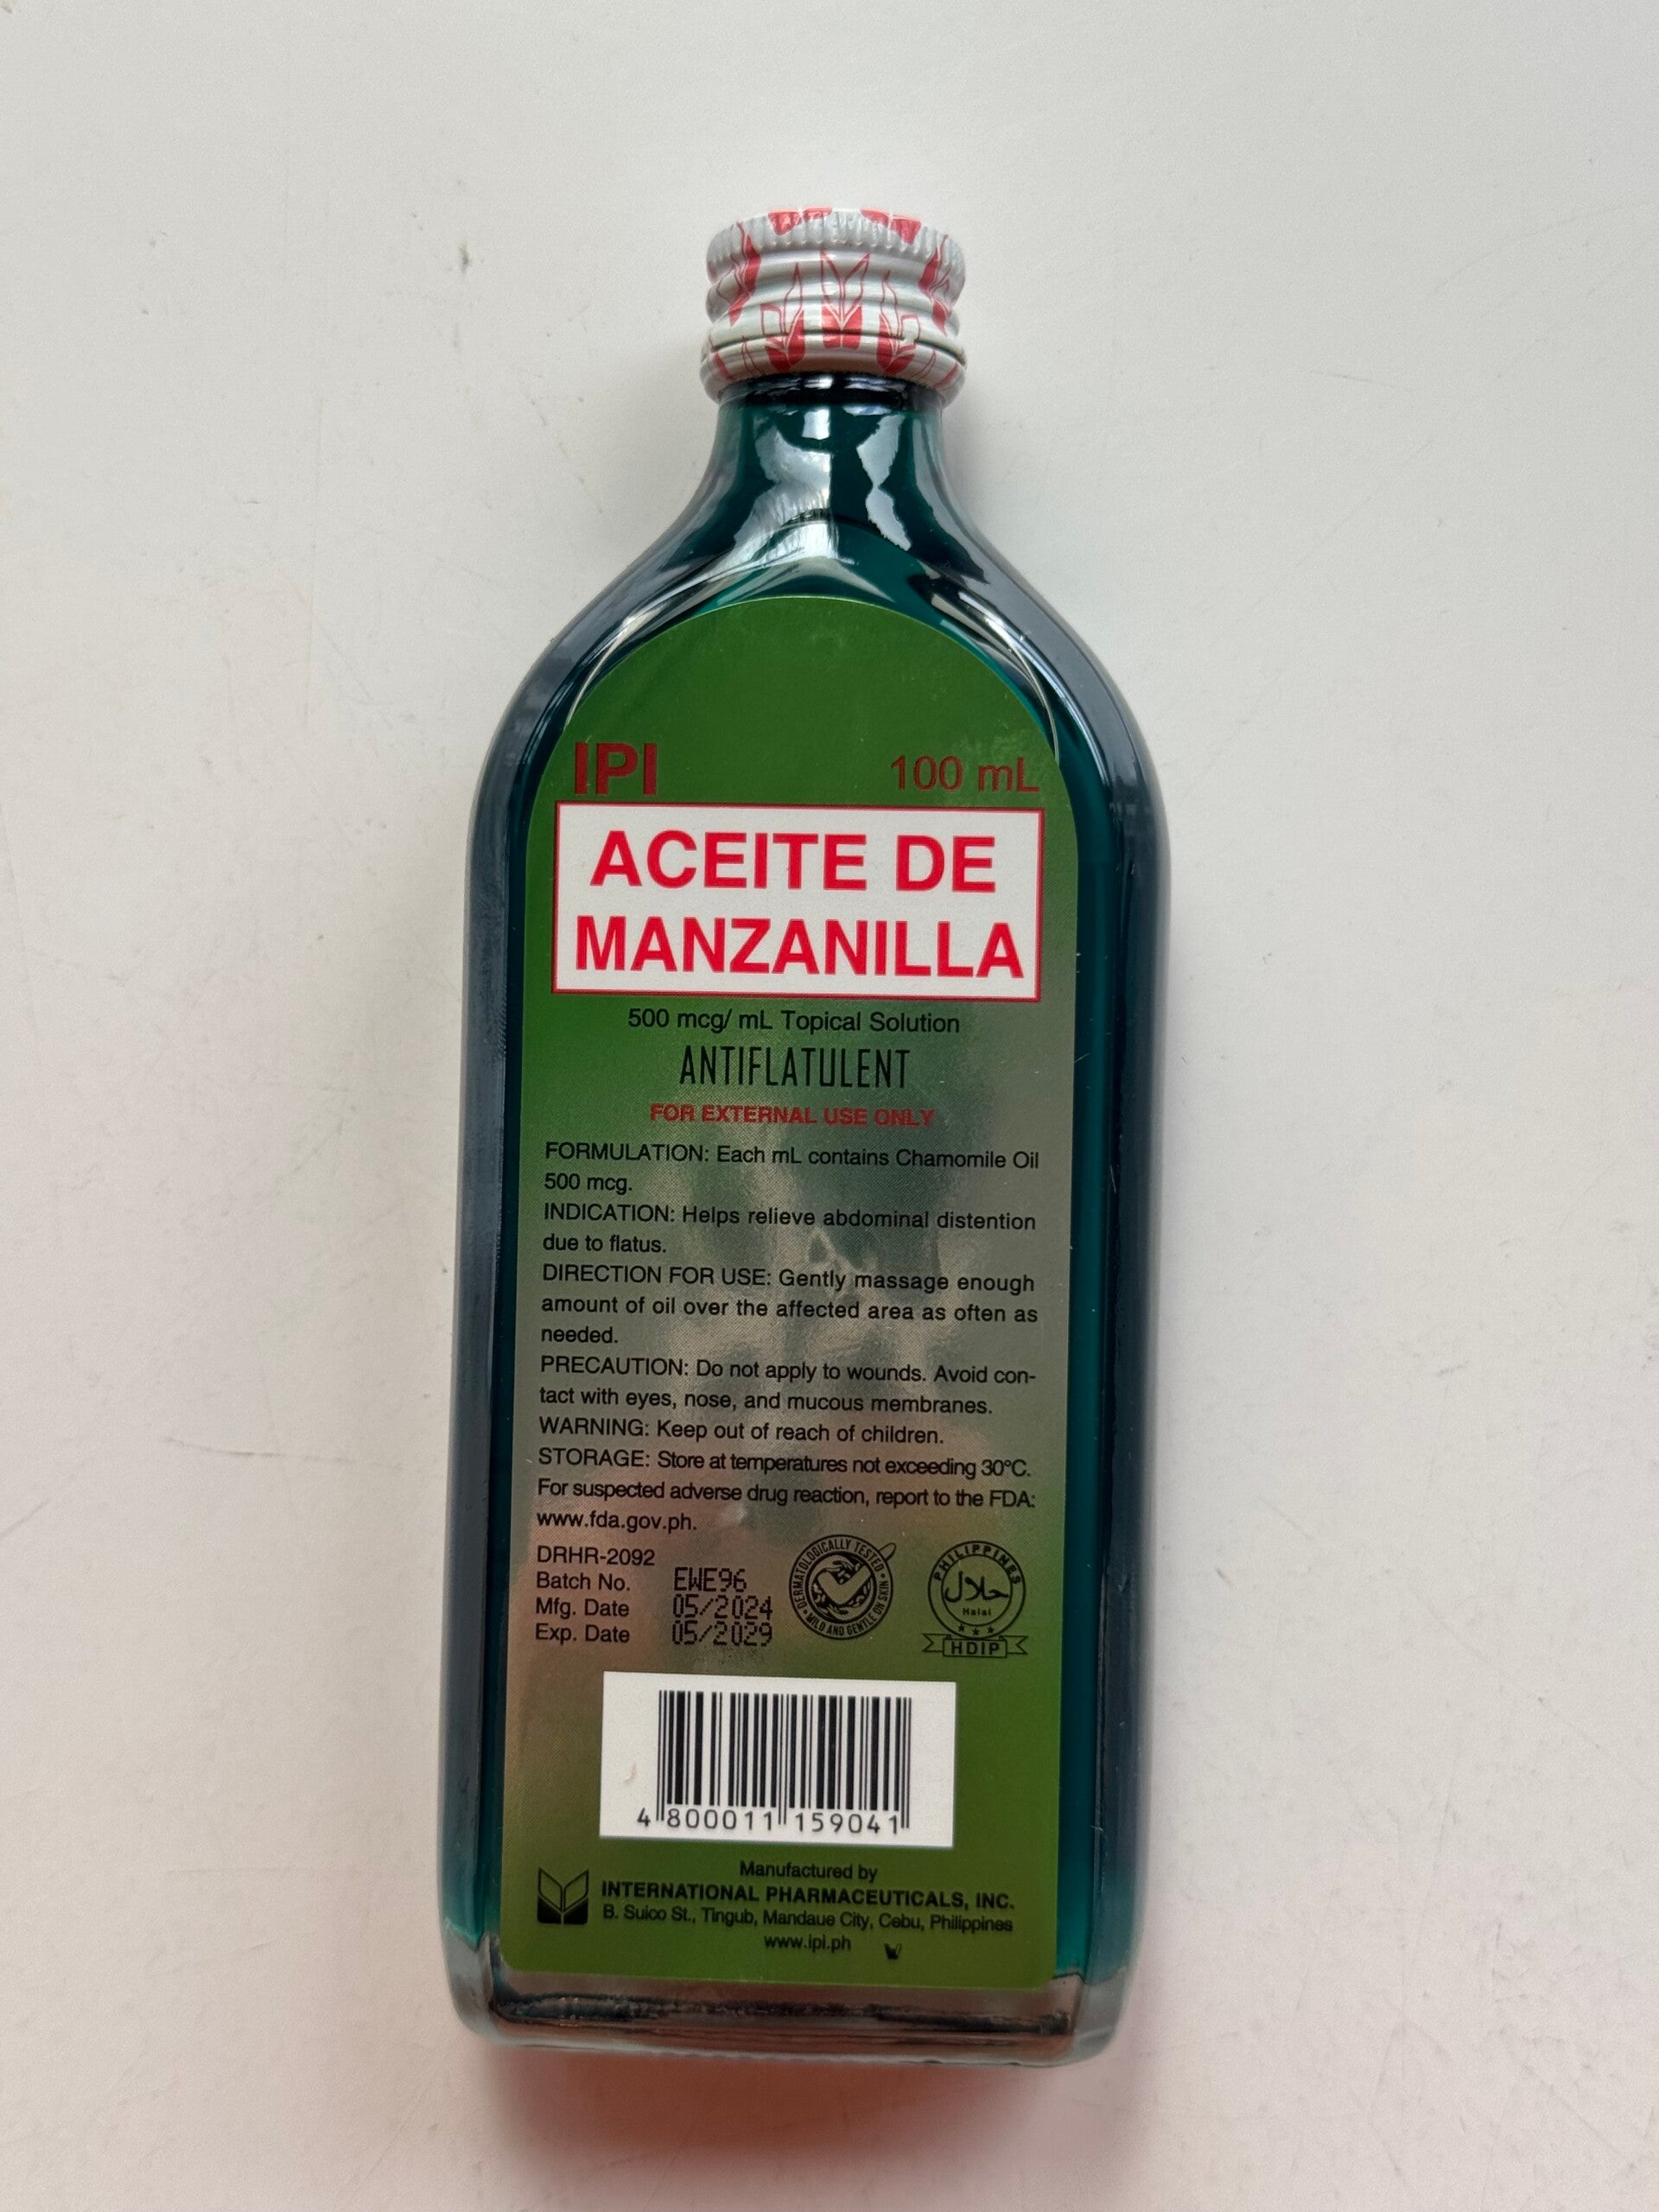 IPI
100 mL
ACEITE DE
MANZANILLA
500 mcg/ mL Topical Solution
ANTIFLATULENT
FOR EXTERNAL USE ONLY
FORMULATION: Each mL contains Chamomile Oil
500 mcg.
INDICATION: Helps relieve abdominal distention
due to flatus.
DIRECTION FOR USE: Gently massage enough
amount of oil over the affected area as often as
needed.
PRECAUTION: Do not apply to wounds. Avoid con-
tact with eyes, nose, and mucous membranes.
WARNING: Keep out of reach of children.
STORAGE: Store at temperatures not exceeding 30°C.
For suspected adverse drug reaction, report to the FDA:
www.fda.gov.ph.
DRHR-2092
Batch No. EWE96
Mfg. Date 05/2024
Exp. Date 05/2029
DERMATOLOGICALLY TESTED • MILD AND GENTLE ON SKIN •
PHILIPPINES
حلال
Halal
HDIP
4 800011 159041
Manufactured by
INTERNATIONAL PHARMACEUTICALS, INC.
B. Suico St., Tingub, Mandaue City, Cebu, Philippines
www.ipi.ph